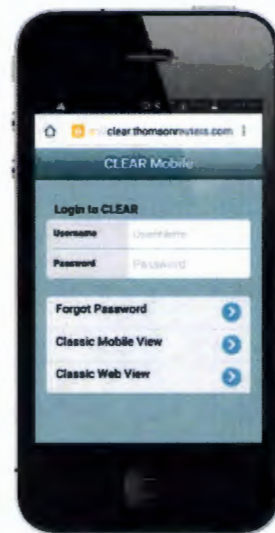 clear.thomsonreuters.com
CLEAR Mobile
Login to CLEAR
Username Username
Password Password
Forgot Password
Classic Mobile View
Classic Web View